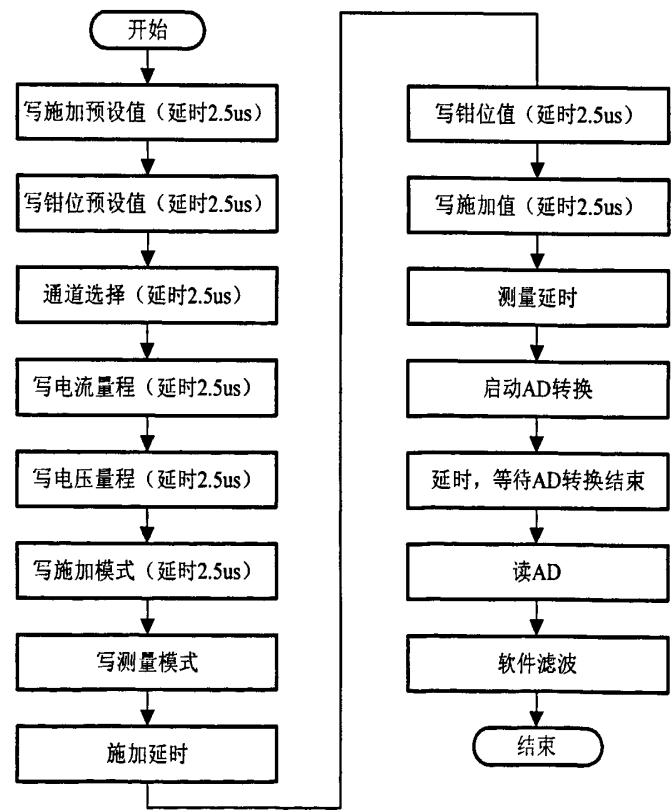 开始
写施加预设值（延时2.5us）
写钳位预设值（延时2.5us）
通道选择（延时2.5us）
写电流量程（延时2.5us）
写电压量程（延时2.5us）
写施加模式（延时2.5us）
写测量模式
施加延时
写钳位值（延时2.5us）
写施加值（延时2.5us）
测量延时
启动AD转换
延时，等待AD转换结束
读AD
软件滤波
结束